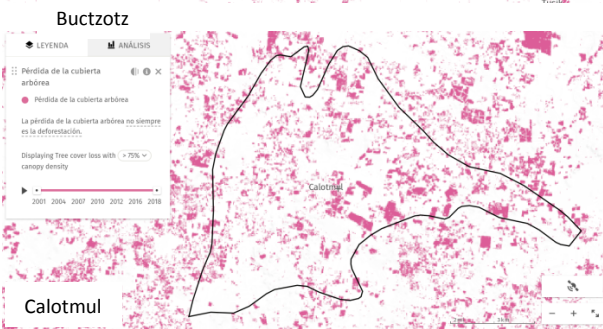 Buctzotz
LEYENDA
ANÁLISIS
Pérdida de la cubierta
arbórea
Pérdida de la cubierta arbórea
La pérdida de la cubierta arbórea no siempre
es la deforestación.
Displaying Tree cover loss with > 75%
canopy density
2001 2004 2007 2010 2012 2016 2018
Calotmul
Calotmul